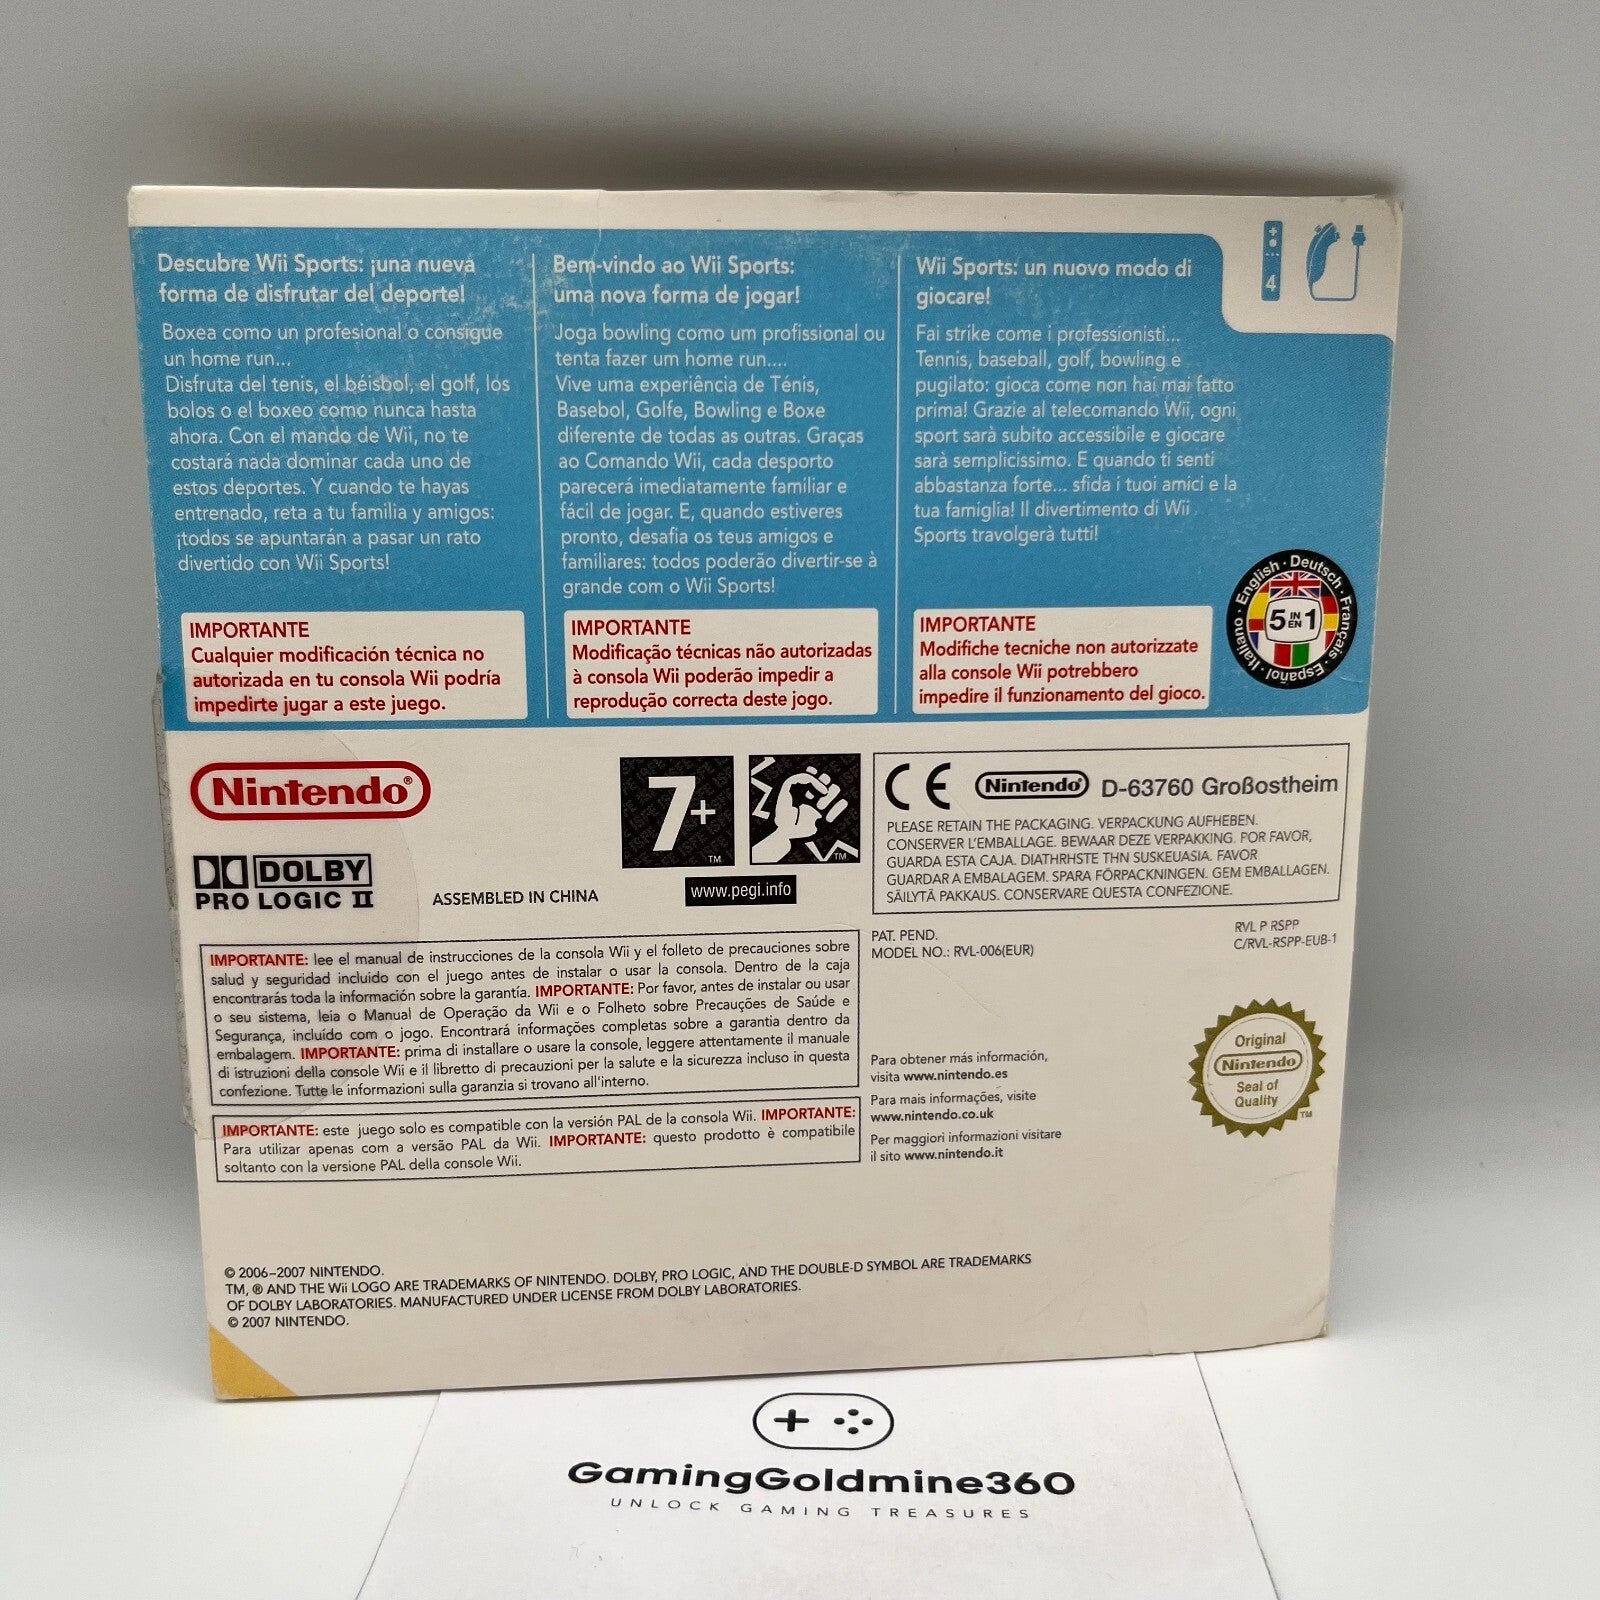 Descubre Wii Sports: ¡una nueva
forma de disfrutar del deporte!
Boxea como un profesional o consigue
un home run...
Disfruta del tenis, el béisbol, el golf, los
bolos o el boxeo como nunca hasta
ahora. Con el mando de Wii, no te
costará nada dominar cada uno de
estos deportes. Y cuando te hayas
entrenado, reta a tu familia y amigos:
¡todos se apuntarán a pasar un rato
divertido con Wii Sports!
IMPORTANTE
Cualquier modificación técnica no
autorizada en tu consola Wii podría
impedirte jugar a este juego.
Bem-vindo ao Wii Sports:
uma nova forma de jogar!
Joga bowling como um profissional ou
tenta fazer um home run....
Vive uma experiência de Ténis,
Basebol, Golfe, Bowling e Boxe
diferente de todas as outras. Graças
ao Comando Wii, cada desporto
parecerá imediatamente familiar e
fácil de jogar. E, quando estiveres
pronto, desafia os teus amigos e
familiares: todos poderão divertir-se à
grande com o Wii Sports!
IMPORTANTE
Modificação técnicas não autorizadas
à consola Wii poderão impedir a
reprodução correcta deste jogo.
Wii Sports: un nuovo modo di
giocare!
Fai strike come i professionisti...
Tennis, baseball, golf, bowling e
pugilato: gioca come non hai mai fatto
prima! Grazie al telecomando Wii, ogni
sport sarà subito accessibile e giocare
sarà semplicissimo. E quando ti senti
abbastanza forte... sfida i tuoi amici e la
tua famiglia! Il divertimento di Wii
Sports travolgerà tutti!
IMPORTANTE
Modifiche tecniche non autorizzate
alla console Wii potrebbero
impedire il funzionamento del gioco.
4
English · Deutsch · Français · Español · Italiano ·
5 IN EN 1
Nintendo®
DOLBY
PRO LOGIC II
ASSEMBLED IN CHINA
7+
TM
TM
www.pegi.info
CE Nintendo® D-63760 Großostheim
PLEASE RETAIN THE PACKAGING. VERPACKUNG AUFHEBEN.
CONSERVER L'EMBALLAGE. BEWAAR DEZE VERPAKKING. POR FAVOR,
GUARDA ESTA CAJA. DIATHRHSTE THN SUSKEUASIA. FAVOR
GUARDAR A EMBALAGEM. SPARA FÖRPACKNINGEN. GEM EMBALLAGEN.
SÄILYTÄ PAKKAUS. CONSERVARE QUESTA CONFEZIONE.
PAT. PEND.
MODEL NO.: RVL-006(EUR)
RVL P RSPP
C/RVL-RSPP-EUB-1
IMPORTANTE: lee el manual de instrucciones de la consola Wii y el folleto de precauciones sobre
salud y seguridad incluido con el juego antes de instalar o usar la consola. Dentro de la caja
encontrarás toda la información sobre la garantía. IMPORTANTE: Por favor, antes de instalar ou usar
o seu sistema, leia o Manual de Operação da Wii e o Folheto sobre Precauções de Saúde e
Segurança, incluído com o jogo. Encontrará informações completas sobre a garantia dentro da
embalagem. IMPORTANTE: prima di installare o usare la console, leggere attentamente il manuale
di istruzioni della console Wii e il libretto di precauzioni per la salute e la sicurezza incluso in questa
confezione. Tutte le informazioni sulla garanzia si trovano all'interno.
IMPORTANTE: este juego solo es compatible con la versión PAL de la consola Wii. IMPORTANTE:
Para utilizar apenas com a versão PAL da Wii. IMPORTANTE: questo prodotto è compatibile
soltanto con la versione PAL della console Wii.
Para obtener más información,
visita www.nintendo.es
Para mais informações, visite
www.nintendo.co.uk
Per maggiori informazioni visitare
il sito www.nintendo.it
Original
Nintendo
Seal of
Quality
TM
© 2006–2007 NINTENDO.
TM, ® AND THE Wii LOGO ARE TRADEMARKS OF NINTENDO. DOLBY, PRO LOGIC, AND THE DOUBLE-D SYMBOL ARE TRADEMARKS
OF DOLBY LABORATORIES. MANUFACTURED UNDER LICENSE FROM DOLBY LABORATORIES.
© 2007 NINTENDO.
GamingGoldmine360
UNLOCK GAMING TREASURES